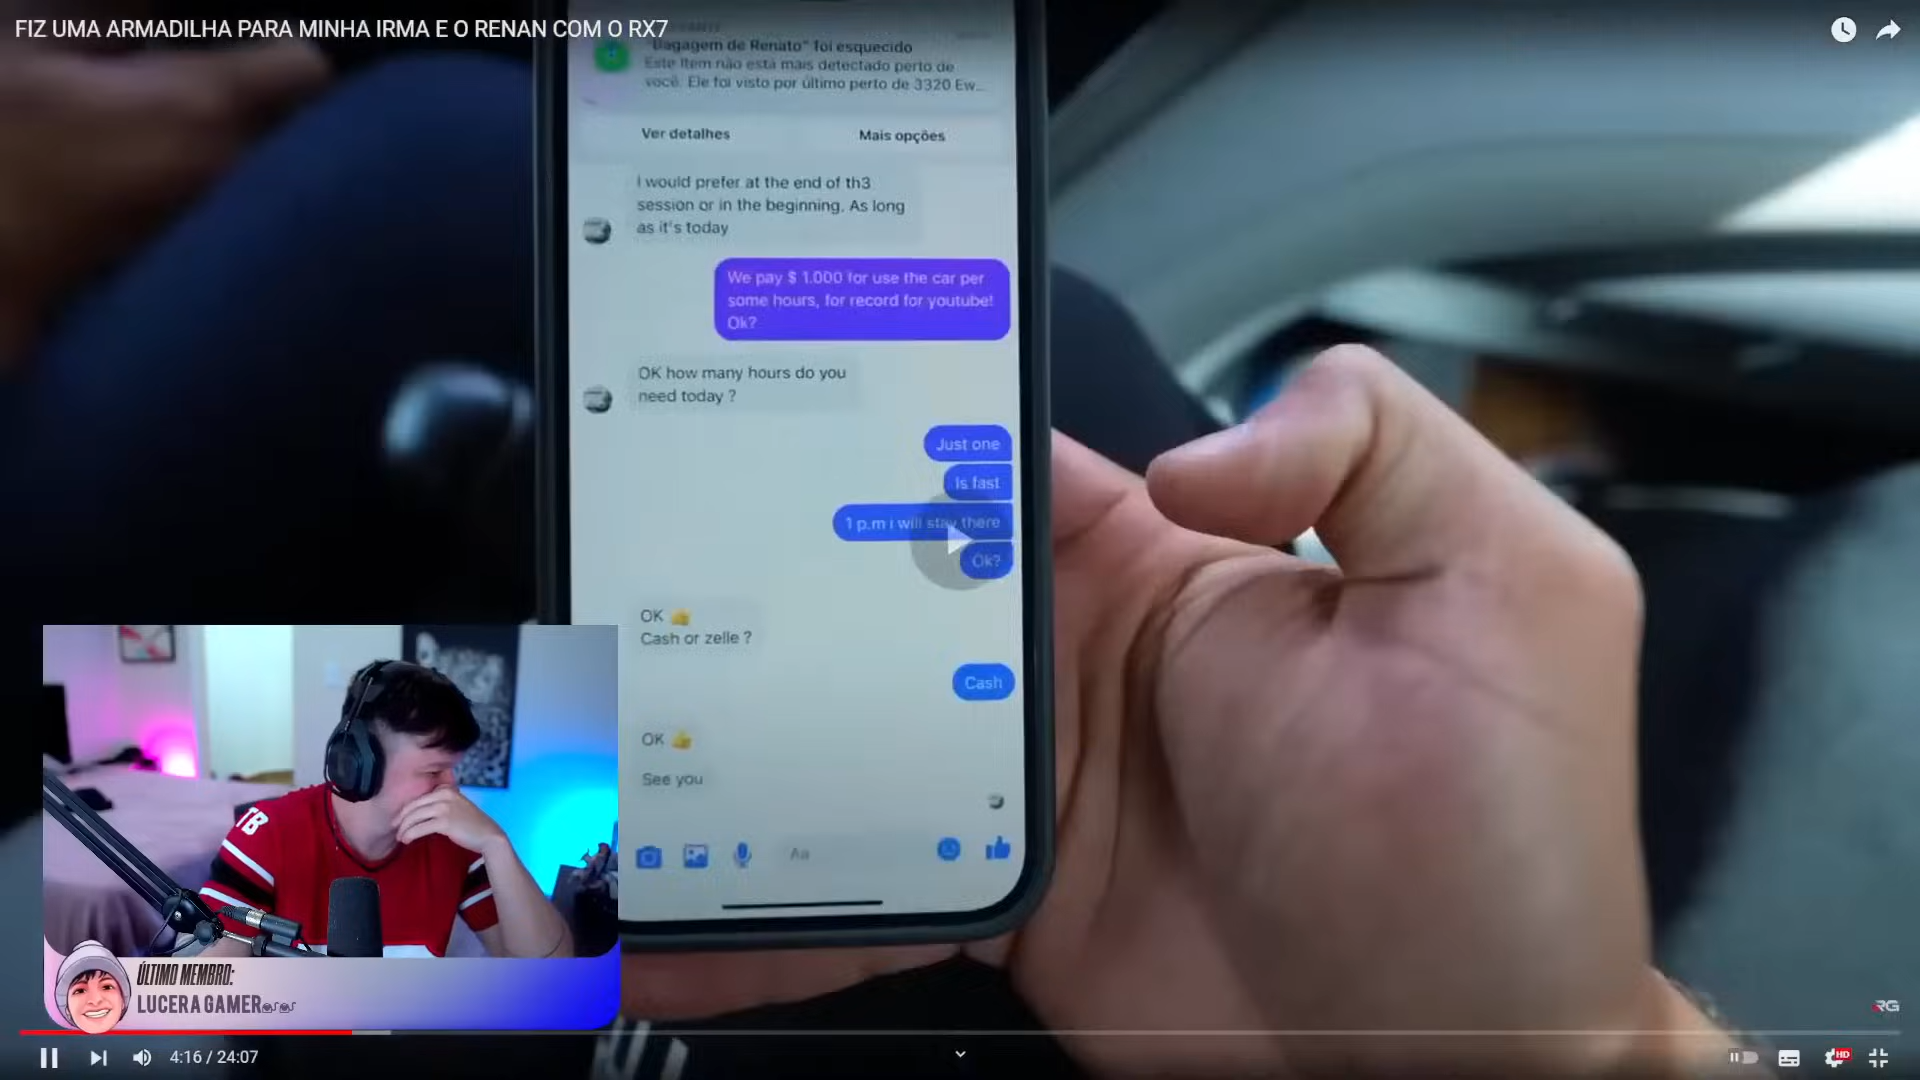 FIZ UMA ARMADILHA PARA MINHA IRMA E O RENAN COM O RX7
"Bagagem de Renato" foi esquecido
Este Item não está mais detectado perto de
você. Ele foi visto por último perto de 3320 Ew...
Ver detalhes
Mais opções
I would prefer at the end of th3
session or in the beginning. As long
as it's today
We pay $ 1.000 for use the car per
some hours, for record for youtube!
Ok?
OK how many hours do you
need today ?
Just one
Is fast
1 p.m i will stay there
Ok?
OK 👍
Cash or zelle ?
Cash
OK 👍
See you
Aa
TB
ÚLTIMO MEMBRO:
LUCERA GAMER
RG
4:16 / 24:07
HD